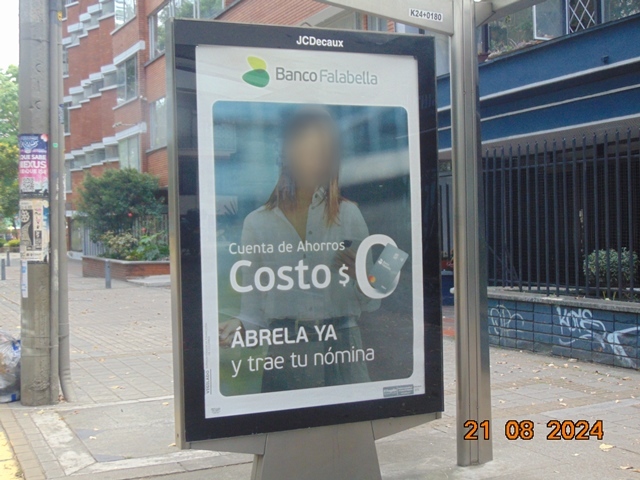 K24+0180
JCDecaux
Banco Falabella
Cuenta de Ahorros
Costo $0
ÁBRELA YA
y trae tu nómina
21 08 2024